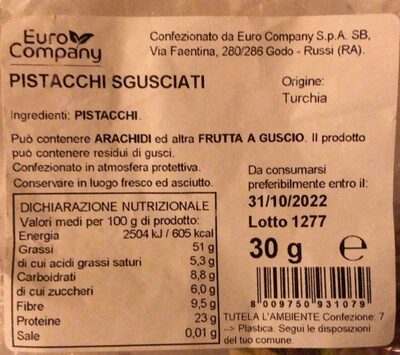 Euro
Company
Confezionato da Euro Company S.p.A. SB,
Via Faentina, 280/286 Godo - Russi (RA).
PISTACCHI SGUSCIATI
Origine:
Turchia
Ingredienti: PISTACCHI.
Può contenere ARACHIDI ed altra FRUTTA A GUSCIO. Il prodotto
può contenere residui di gusci.
Confezionato in atmosfera protettiva.
Conservare in luogo fresco ed asciutto.
Da consumarsi
preferibilmente entro il:
31/10/2022
Lotto 1277
30 g e
DICHIARAZIONE NUTRIZIONALE
Valori medi per 100 g di prodotto:
Energia 2504 kJ / 605 kcal
Grassi 51 g
di cui acidi grassi saturi 5,3 g
Carboidrati 8,8 g
di cui zuccheri 6,0 g
Fibre 9,5 g
Proteine 23 g
Sale 0,01 g
8 009750 931079
TUTELA L'AMBIENTE Confezione: 7
--> Plastica. Segui le disposizioni
del tuo comune.